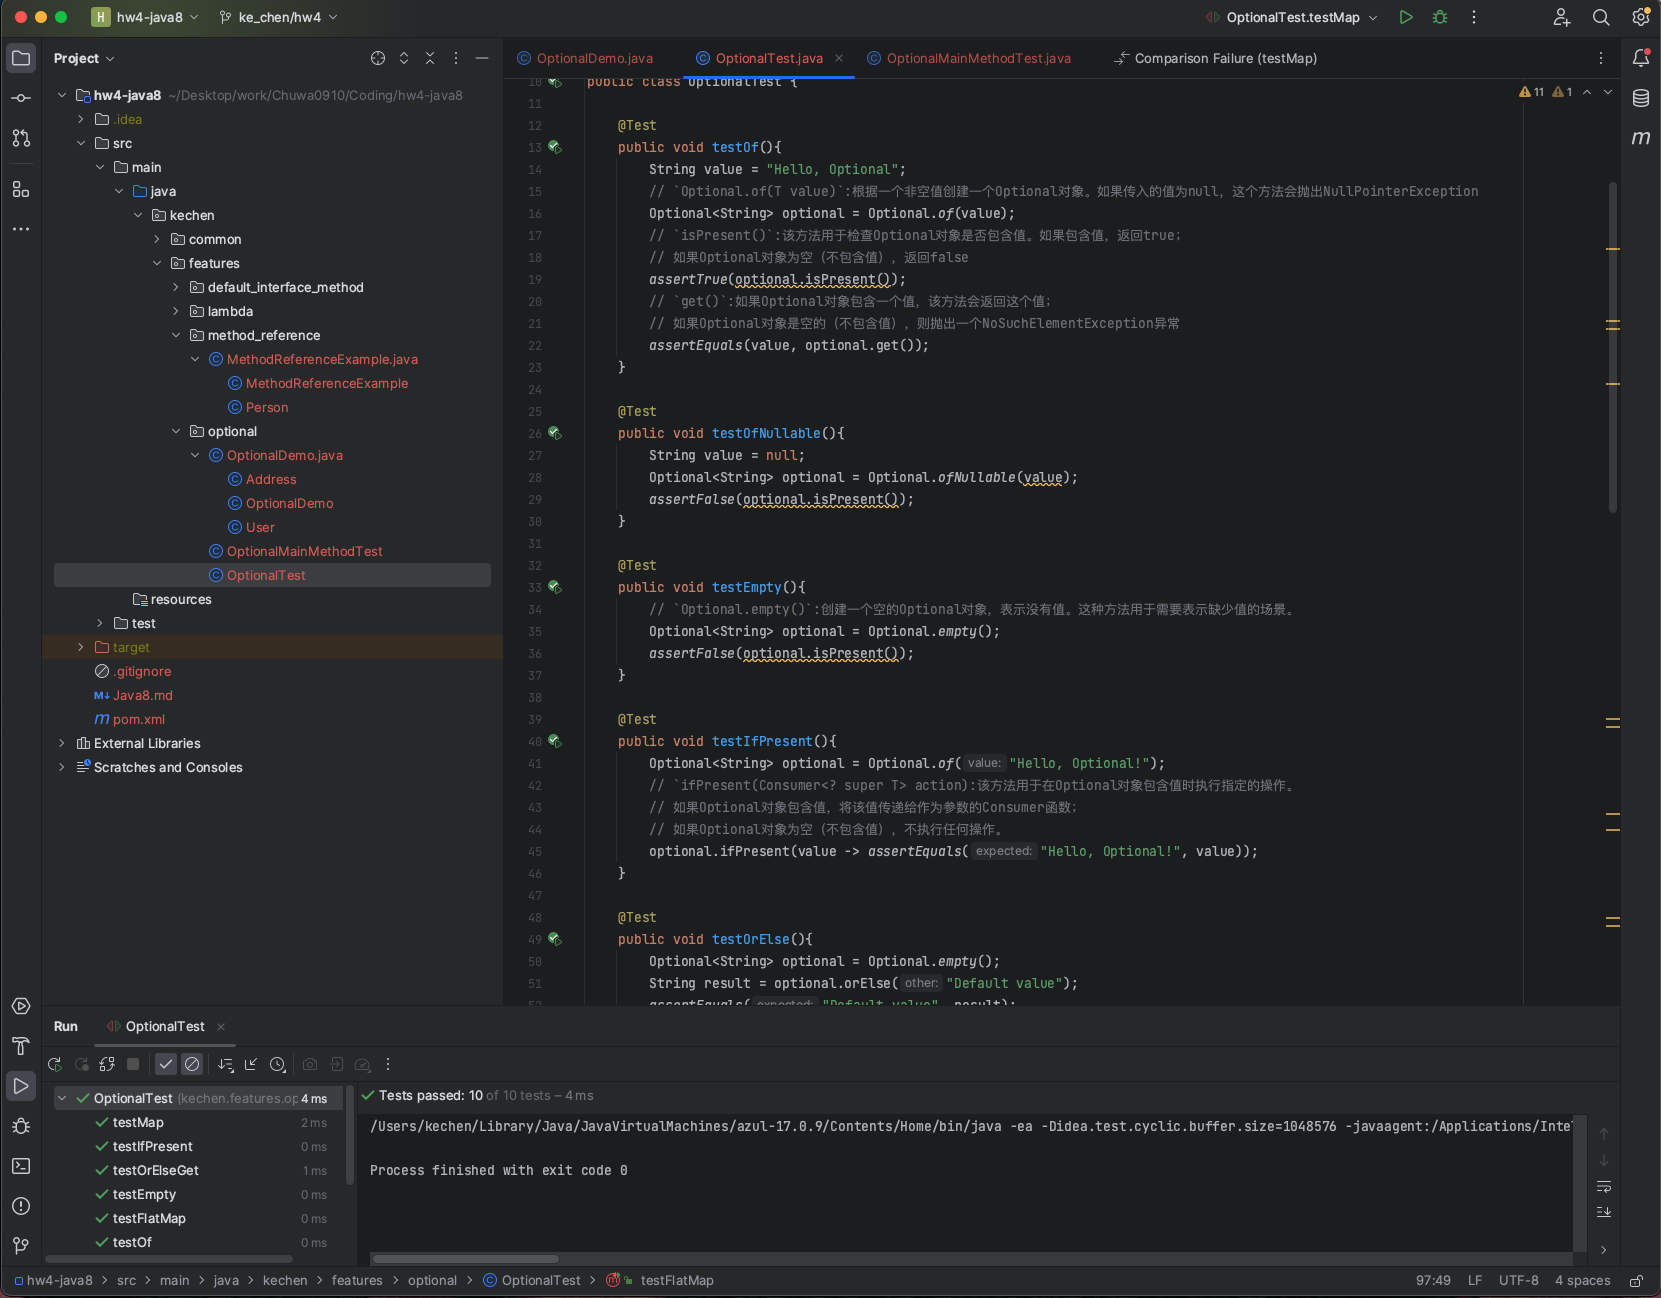 H hw4-java8
ke_chen/hw4
OptionalTest.testMap
Project
OptionalDemo.java
OptionalTest.java
OptionalMainMethodTest.java
Comparison Failure (testMap)
hw4-java8 ~/Desktop/work/Chuwa0910/Coding/hw4-java8
.idea
src
main
java
kechen
common
features
default_interface_method
lambda
method_reference
MethodReferenceExample.java
MethodReferenceExample
Person
optional
OptionalDemo.java
Address
OptionalDemo
User
OptionalMainMethodTest
OptionalTest
resources
test
target
.gitignore
M↓ Java8.md
m pom.xml
External Libraries
Scratches and Consoles
11 1
m
10 public class OptionalTest {
11
12 @Test
13 public void testOf(){
14 String value = "Hello, Optional";
15 // `Optional.of(T value)`:根据一个非空值创建一个Optional对象。如果传入的值为null，这个方法会抛出NullPointerException
16 Optional<String> optional = Optional.of(value);
17 // `isPresent()`:该方法用于检查Optional对象是否包含值。如果包含值，返回true；
18 // 如果Optional对象为空（不包含值），返回false
19 assertTrue(optional.isPresent());
20 // `get()`:如果Optional对象包含一个值，该方法会返回这个值；
21 // 如果Optional对象是空的（不包含值），则抛出一个NoSuchElementException异常
22 assertEquals(value, optional.get());
23 }
24
25 @Test
26 public void testOfNullable(){
27 String value = null;
28 Optional<String> optional = Optional.ofNullable(value);
29 assertFalse(optional.isPresent());
30 }
31
32 @Test
33 public void testEmpty(){
34 // `Optional.empty()`:创建一个空的Optional对象，表示没有值。这种方法用于需要表示缺少值的场景。
35 Optional<String> optional = Optional.empty();
36 assertFalse(optional.isPresent());
37 }
38
39 @Test
40 public void testIfPresent(){
41 Optional<String> optional = Optional.of( value: "Hello, Optional!");
42 // `ifPresent(Consumer<? super T> action):该方法用于在Optional对象包含值时执行指定的操作。
43 // 如果Optional对象包含值，将该值传递给作为参数的Consumer函数；
44 // 如果Optional对象为空（不包含值），不执行任何操作。
45 optional.ifPresent(value -> assertEquals( expected: "Hello, Optional!", value));
46 }
47
48 @Test
49 public void testOrElse(){
50 Optional<String> optional = Optional.empty();
51 String result = optional.orElse( other: "Default value");
52 assertEquals( expected: "Default value", result);
Run
OptionalTest
OptionalTest (kechen.features.op 4 ms
testMap 2 ms
testIfPresent 0 ms
testOrElseGet 1 ms
testEmpty 0 ms
testFlatMap 0 ms
testOf 0 ms
Tests passed: 10 of 10 tests – 4 ms
/Users/kechen/Library/Java/JavaVirtualMachines/azul-17.0.9/Contents/Home/bin/java -ea -Didea.test.cyclic.buffer.size=1048576 -javaagent:/Applications/Inte
Process finished with exit code 0
hw4-java8 > src > main > java > kechen > features > optional > OptionalTest > testFlatMap
97:49 LF UTF-8 4 spaces